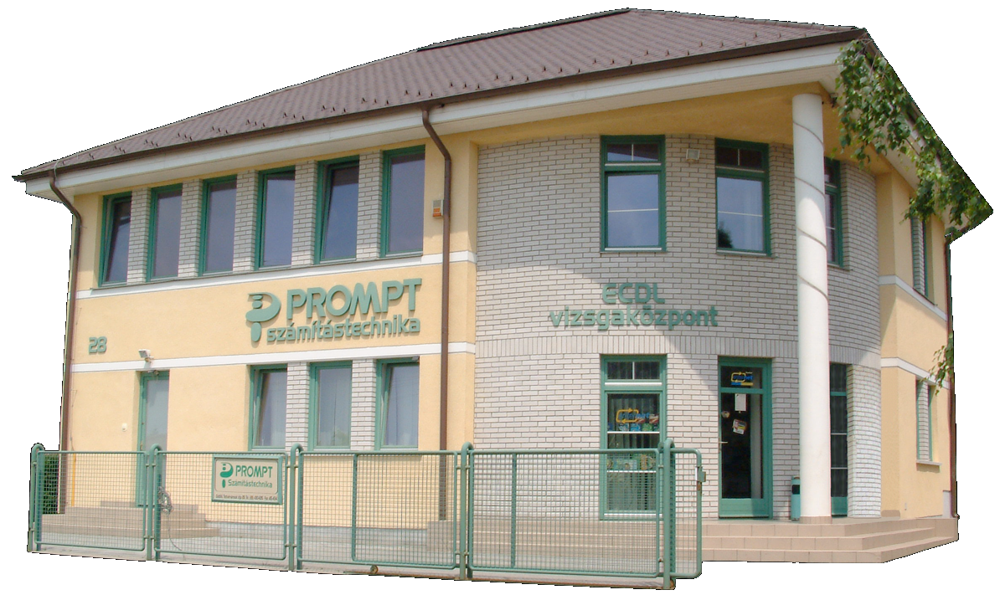 PROMPT
számítástechnika
ECDL
vizsgaközpont
28
PROMPT
Számítástechnika